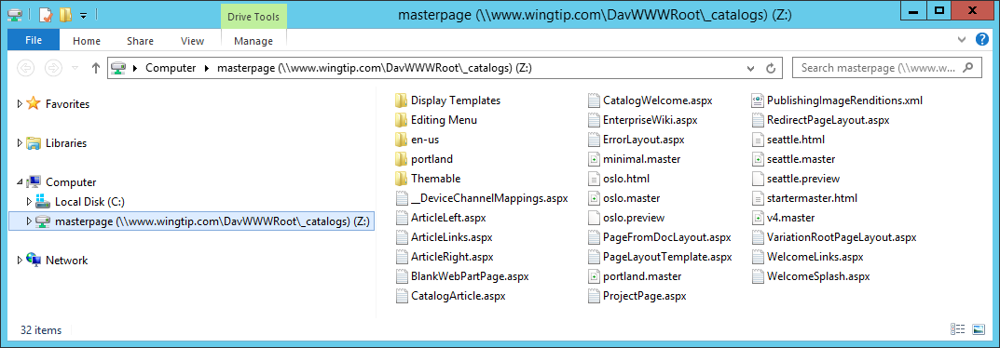 Drive Tools
masterpage (\\www.wingtip.com\DavWWWRoot\_catalogs) (Z:)
File
Home
Share
View
Manage
Computer
masterpage (\\www.wingtip.com\DavWWWRoot\_catalogs) (Z:)
Search masterpage (\\www.w...
Favorites
Libraries
Computer
Local Disk (C:)
masterpage (\\www.wingtip.com\DavWWWRoot\_catalogs) (Z:)
Network
Display Templates
Editing Menu
en-us
portland
Themable
__DeviceChannelMappings.aspx
ArticleLeft.aspx
ArticleLinks.aspx
ArticleRight.aspx
BlankWebPartPage.aspx
CatalogArticle.aspx
CatalogWelcome.aspx
EnterpriseWiki.aspx
ErrorLayout.aspx
minimal.master
oslo.html
oslo.master
oslo.preview
PageFromDocLayout.aspx
PageLayoutTemplate.aspx
portland.master
ProjectPage.aspx
PublishingImageRenditions.xml
RedirectPageLayout.aspx
seattle.html
seattle.master
seattle.preview
startermaster.html
v4.master
VariationRootPageLayout.aspx
WelcomeLinks.aspx
WelcomeSplash.aspx
32 items